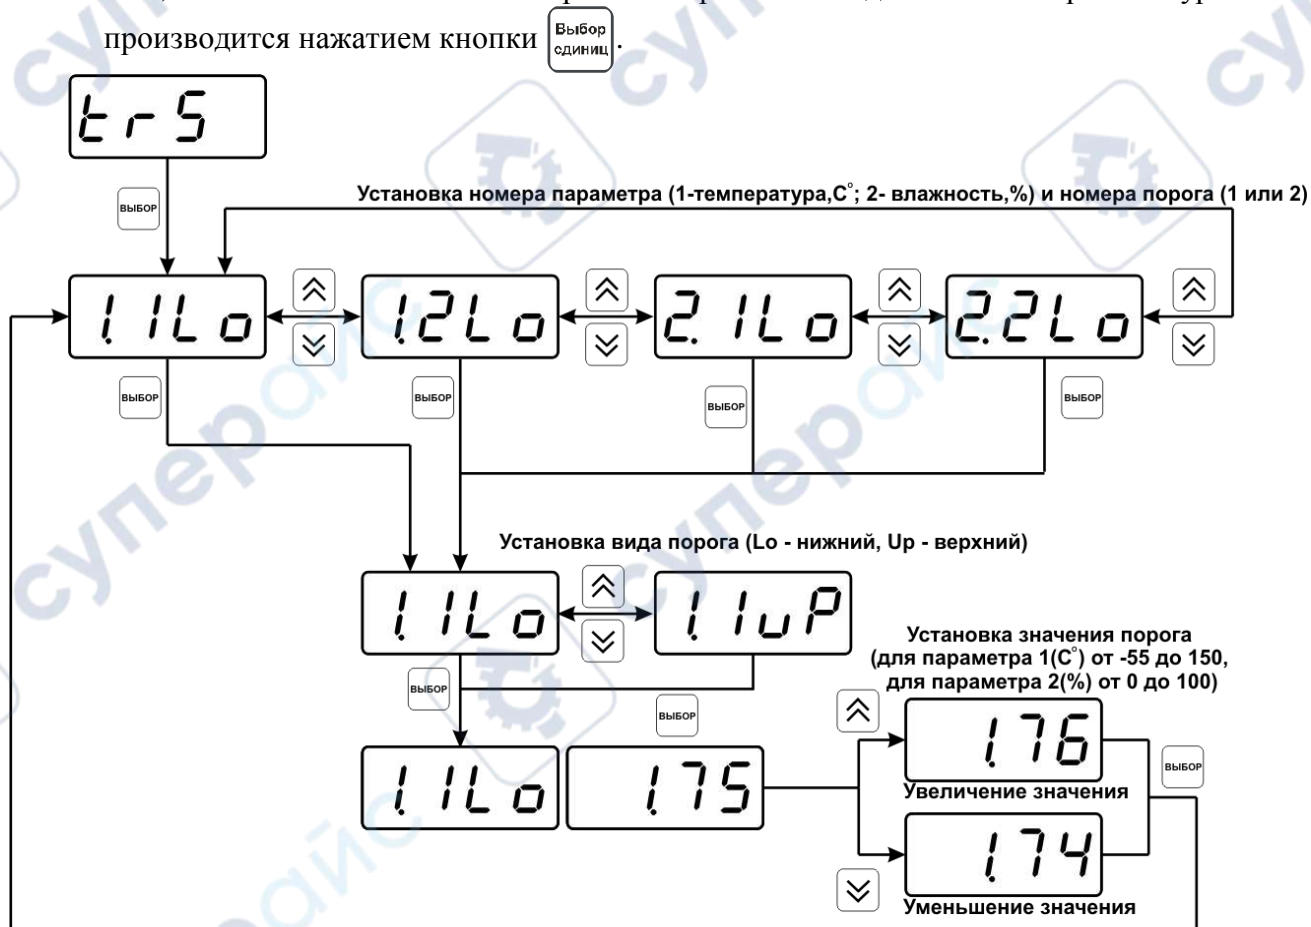 производится нажатием кнопки Выбор единиц.
trS
ВЫБОР
Установка номера параметра (1-температура,С°; 2- влажность,%) и номера порога (1 или 2)
1.1Lo 1.2Lo 2.1Lo 2.2Lo
ВЫБОР ВЫБОР ВЫБОР ВЫБОР
Установка вида порога (Lo - нижний, Up - верхний)
1.1Lo 1.1uP
ВЫБОР ВЫБОР
Установка значения порога
(для параметра 1(С°) от -55 до 150,
для параметра 2(%) от 0 до 100)
1.1Lo 1.75 1.76
ВЫБОР
Увеличение значения
1.74
Уменьшение значения
суперайс
суперайс